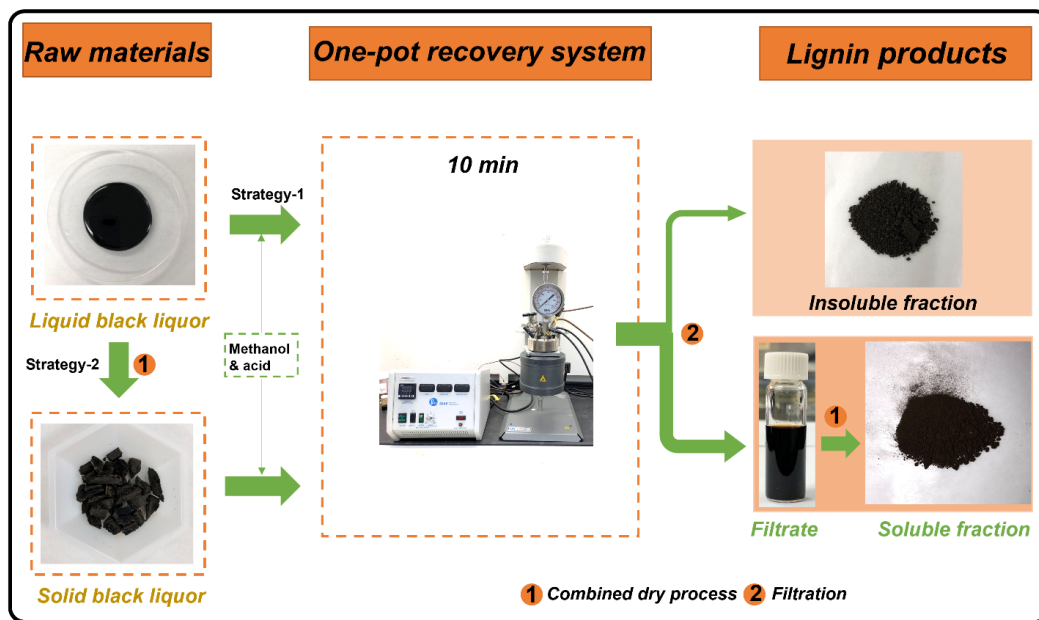 Raw materials
One-pot recovery system
Lignin products
10 min
Strategy-1
Liquid black liquor
Strategy-2
1
Methanol
& acid
Solid black liquor
2
Insoluble fraction
1
Filtrate
Soluble fraction
1 Combined dry process 2 Filtration